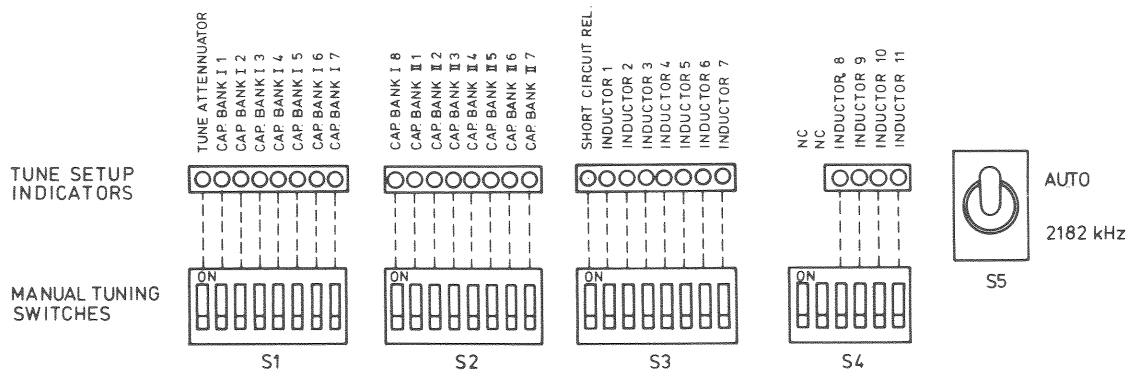 TUNE ATTENNUATOR
CAP. BANK I 1
CAP. BANK I 2
CAP. BANK I 3
CAP. BANK I 4
CAP. BANK I 5
CAP. BANK I 6
CAP. BANK I 7
CAP. BANK I 8
CAP. BANK II 1
CAP. BANK II 2
CAP. BANK II 3
CAP. BANK II 4
CAP. BANK II 5
CAP. BANK II 6
CAP. BANK II 7
SHORT CIRCUIT REL.
INDUCTOR 1
INDUCTOR 2
INDUCTOR 3
INDUCTOR 4
INDUCTOR 5
INDUCTOR 6
INDUCTOR 7
NC
NC
INDUCTOR 8
INDUCTOR 9
INDUCTOR 10
INDUCTOR 11
TUNE SETUP
INDICATORS
AUTO
2182 kHz
S5
MANUAL TUNING
SWITCHES
ON
ON
ON
ON
S1
S2
S3
S4